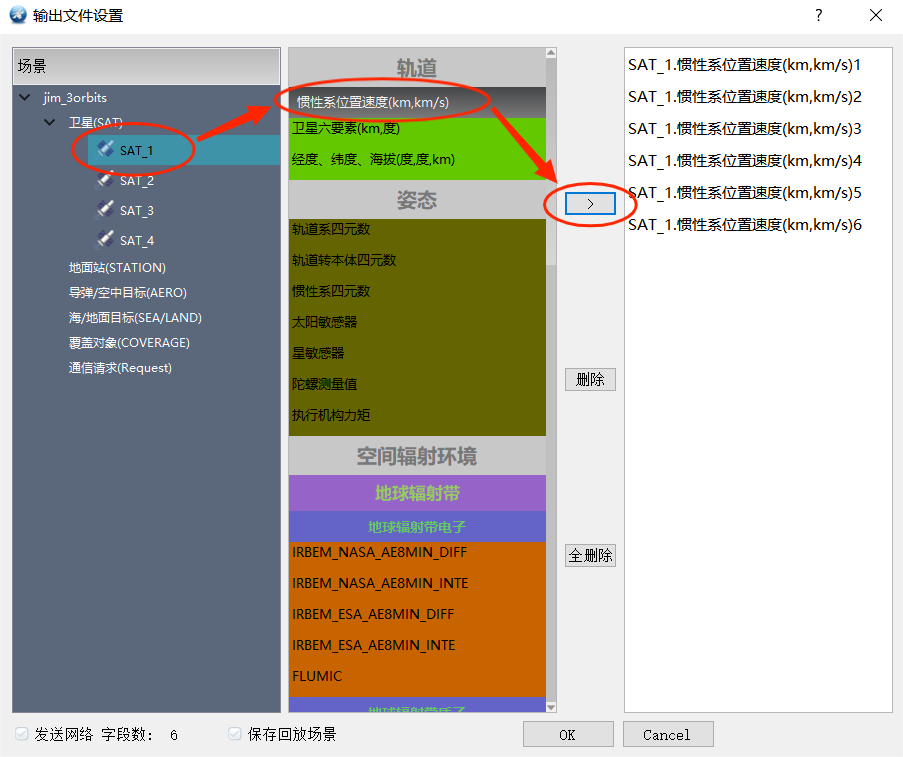 输出文件设置
?
场景
jim_3orbits
卫星(SAT)
SAT_1
SAT_2
SAT_3
SAT_4
地面站(STATION)
导弹/空中目标(AERO)
海/地面目标(SEA/LAND)
覆盖对象(COVERAGE)
通信请求(Request)
轨道
惯性系位置速度(km,km/s)
卫星六要素(km,度)
经度、纬度、海拔(度,度,km)
姿态
轨道系四元数
轨道转本体四元数
惯性系四元数
太阳敏感器
星敏感器
陀螺测量值
执行机构力矩
空间辐射环境
地球辐射带
地球辐射带电子
IRBEM_NASA_AE8MIN_DIFF
IRBEM_NASA_AE8MIN_INTE
IRBEM_ESA_AE8MIN_DIFF
IRBEM_ESA_AE8MIN_INTE
FLUMIC
地球辐射带质子
>
删除
全删除
SAT_1.惯性系位置速度(km,km/s)1
SAT_1.惯性系位置速度(km,km/s)2
SAT_1.惯性系位置速度(km,km/s)3
SAT_1.惯性系位置速度(km,km/s)4
SAT_1.惯性系位置速度(km,km/s)5
SAT_1.惯性系位置速度(km,km/s)6
发送网络 字段数: 6
保存回放场景
OK
Cancel